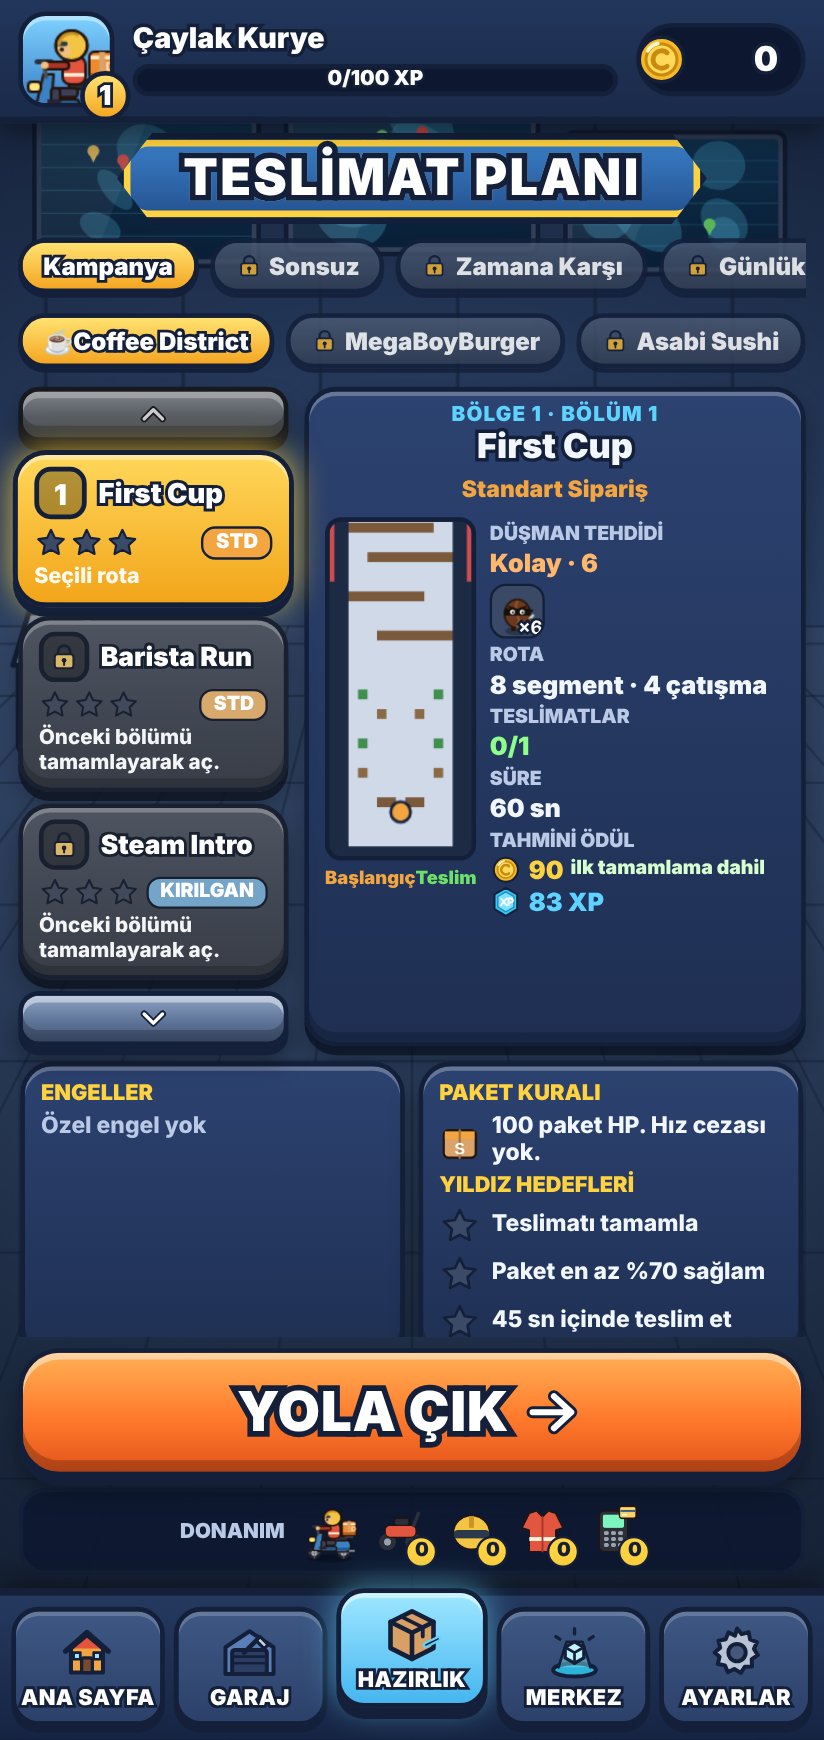 Çaylak Kurye
0/100 XP
1
0
TESLİMAT PLANI
Kampanya
Sonsuz
Zamana Karşı
Günlük
Coffee District
MegaBoyBurger
Asabi Sushi
1
First Cup
STD
Seçili rota
Barista Run
STD
Önceki bölümü
tamamlayarak aç.
Steam Intro
KIRILGAN
Önceki bölümü
tamamlayarak aç.
BÖLGE 1 · BÖLÜM 1
First Cup
Standart Sipariş
DÜŞMAN TEHDİDİ
Kolay · 6
×6
ROTA
8 segment · 4 çatışma
TESLİMATLAR
0/1
SÜRE
60 sn
TAHMİNİ ÖDÜL
C 90 ilk tamamlama dahil
XP 83 XP
BaşlangıçTeslim
ENGELLER
Özel engel yok
PAKET KURALI
S
100 paket HP. Hız cezası
yok.
YILDIZ HEDEFLERİ
Teslimatı tamamla
Paket en az %70 sağlam
45 sn içinde teslim et
YOLA ÇIK →
DONANIM
0
0
0
0
ANA SAYFA
GARAJ
HAZIRLIK
MERKEZ
AYARLAR